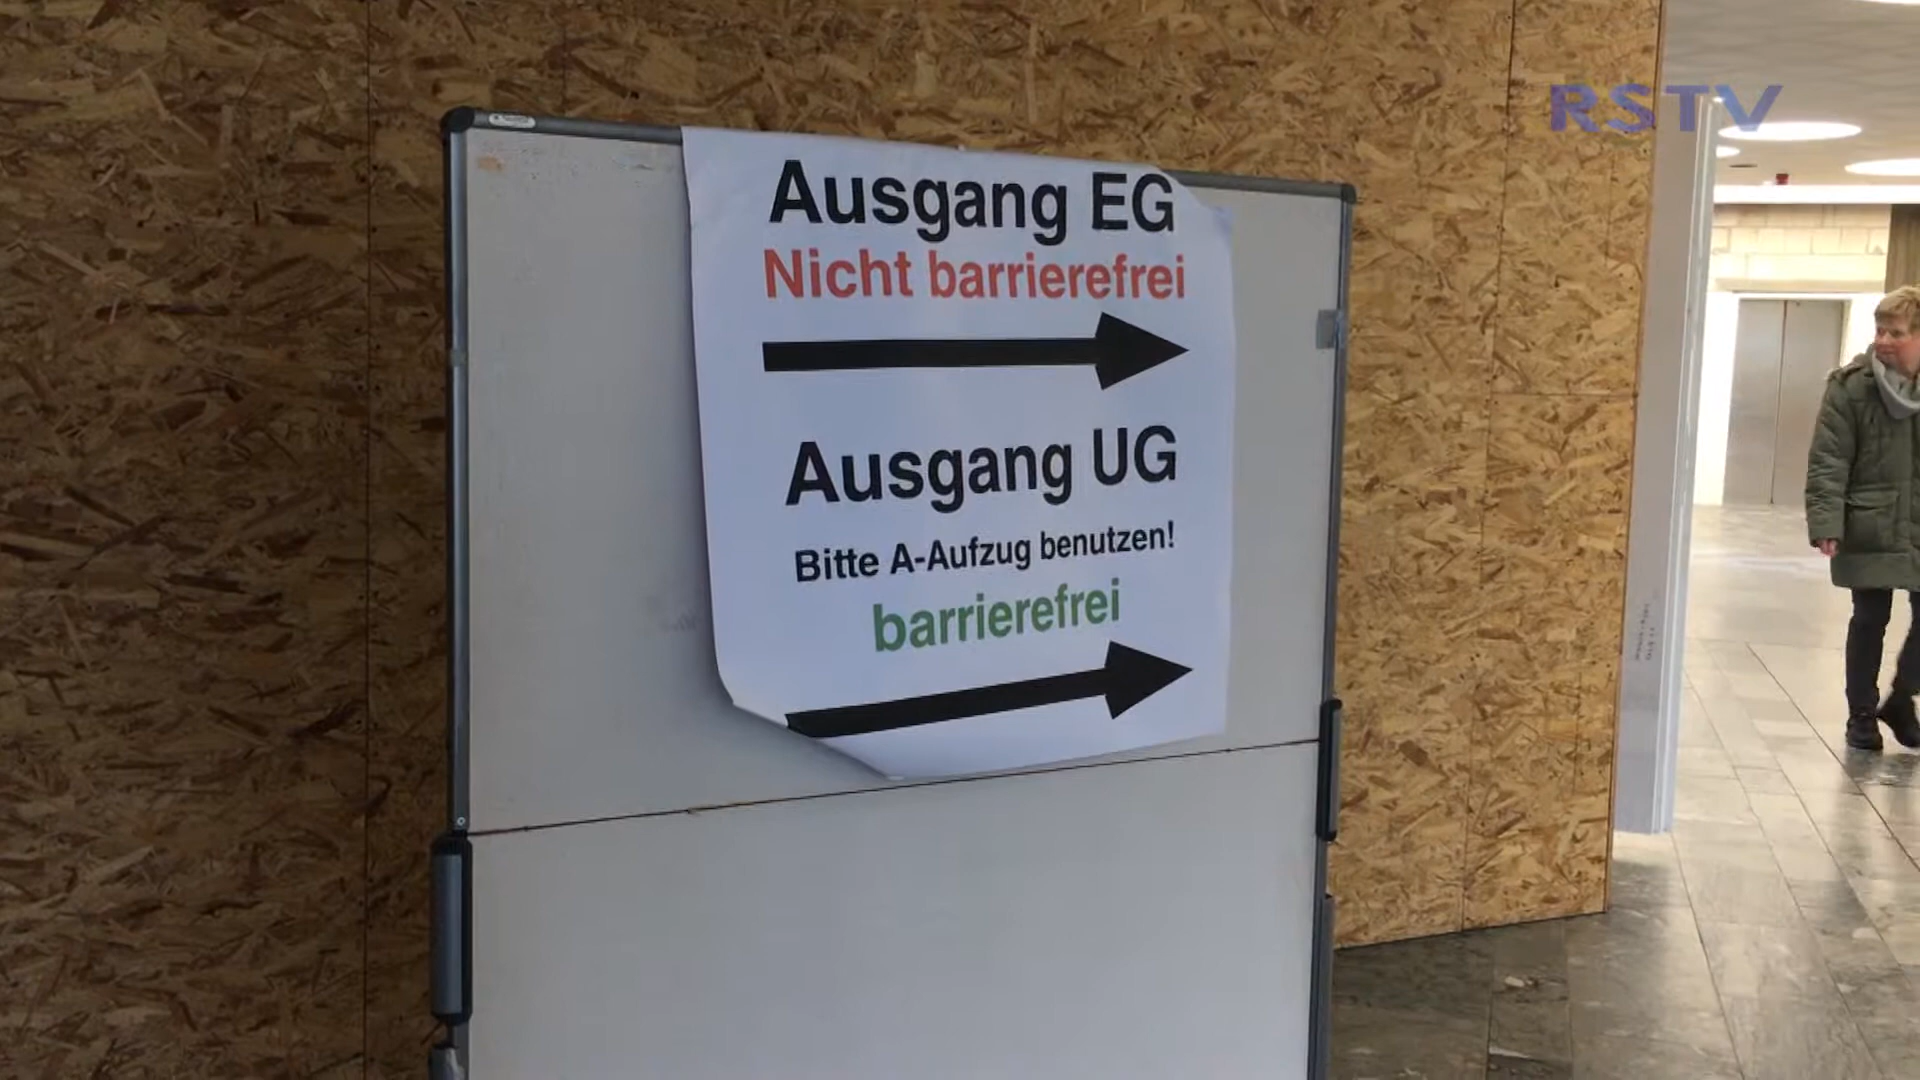 RSTV
Ausgang EG
Nicht barrierefrei
Ausgang UG
Bitte A-Aufzug benutzen!
barrierefrei